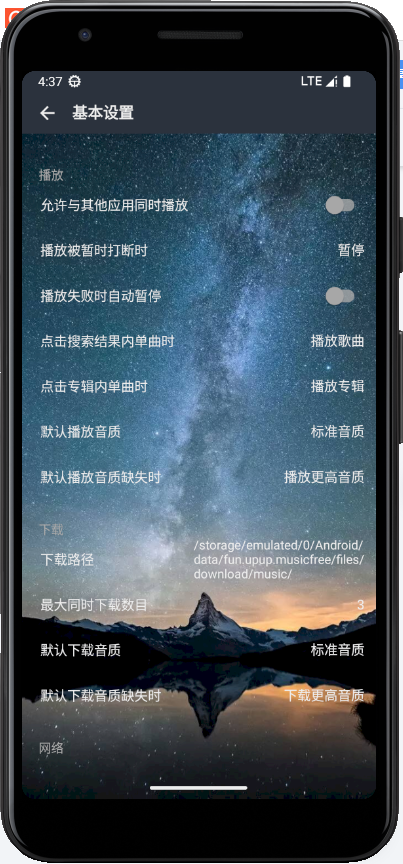 4:37
LTE
基本设置
播放
允许与其他应用同时播放
播放被暂时打断时 暂停
播放失败时自动暂停
点击搜索结果内单曲时 播放歌曲
点击专辑内单曲时 播放专辑
默认播放音质 标准音质
默认播放音质缺失时 播放更高音质
下载
下载路径
/storage/emulated/0/Android/
data/fun.upup.musicfree/files/
download/music/
最大同时下载数目 3
默认下载音质 标准音质
默认下载音质缺失时 下载更高音质
网络